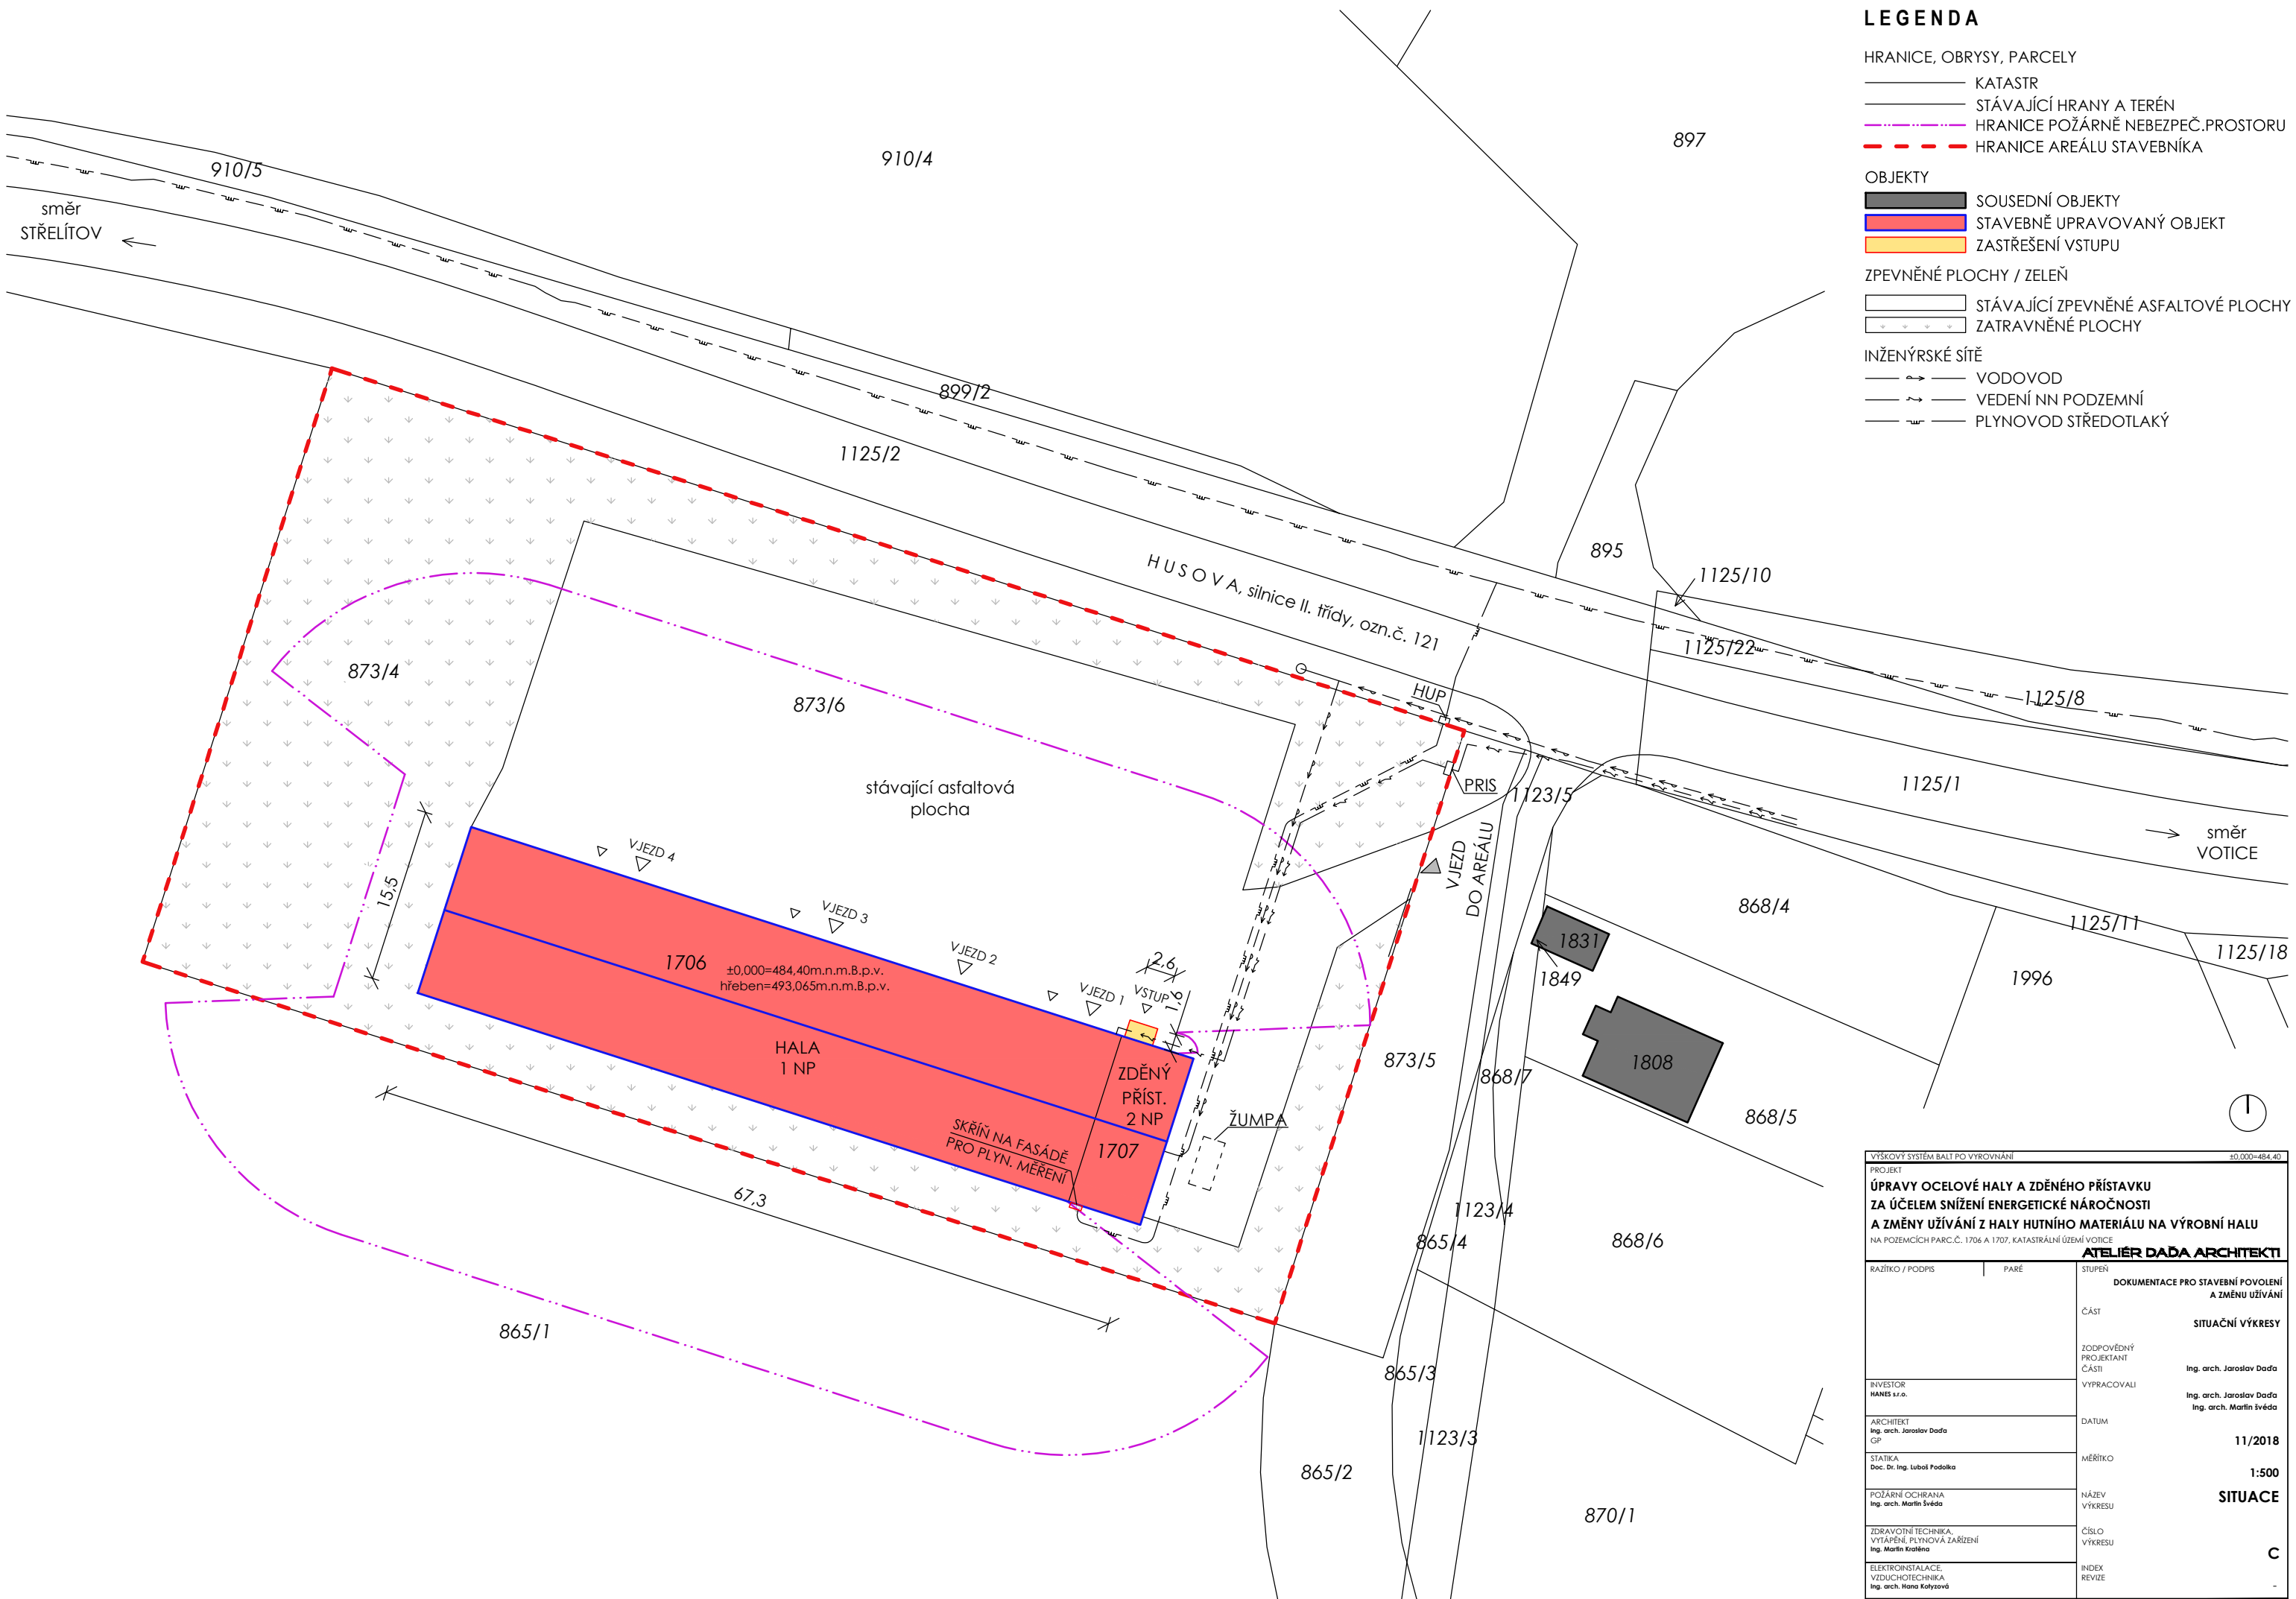 LEGENDA
HRANICE, OBRYSY, PARCELY
KATASTR
STÁVAJÍCÍ HRANY A TERÉN
HRANICE POŽÁRNĚ NEBEZPEČ.PROSTORU
HRANICE AREÁLU STAVEBNÍKA
OBJEKTY
SOUSEDNÍ OBJEKTY
STAVEBNĚ UPRAVOVANÝ OBJEKT
ZASTŘEŠENÍ VSTUPU
ZPEVNĚNÉ PLOCHY / ZELEŇ
STÁVAJÍCÍ ZPEVNĚNÉ ASFALTOVÉ PLOCHY
ZATRAVNĚNÉ PLOCHY
INŽENÝRSKÉ SÍTĚ
VODOVOD
VEDENÍ NN PODZEMNÍ
PLYNOVOD STŘEDOTLAKÝ
910/5
910/4
897
směr
STŘELÍTOV
899/2
1125/2
HUSOVA, silnice II. třídy, ozn.č. 121
895
1125/10
1125/22
1125/8
873/4
873/6
HUP
PRIS
1123/5
1125/1
stávající asfaltová
plocha
směr
VOTICE
VJEZD
DO AREÁLU
15,5
VJEZD 4
VJEZD 3
VJEZD 2
VJEZD 1
VSTUP
2,6
1,6
868/4
1125/11
1125/18
1831
1849
1996
1706
±0,000=484,40m.n.m.B.p.v.
hřeben=493,065m.n.m.B.p.v.
HALA
1 NP
ZDĚNÝ
PŘÍST.
2 NP
1707
SKŘÍŇ NA FASÁDĚ
PRO PLYN. MĚŘENÍ
ŽUMPA
873/5
868/7
1808
868/5
67,3
1123/4
865/4
868/6
865/1
865/3
1123/3
865/2
870/1
VÝŠKOVÝ SYSTÉM BALT PO VYROVNÁNÍ ±0,000=484,40
PROJEKT
ÚPRAVY OCELOVÉ HALY A ZDĚNÉHO PŘÍSTAVKU
ZA ÚČELEM SNÍŽENÍ ENERGETICKÉ NÁROČNOSTI
A ZMĚNY UŽÍVÁNÍ Z HALY HUTNÍHO MATERIÁLU NA VÝROBNÍ HALU
NA POZEMCÍCH PARC.Č. 1706 A 1707, KATASTRÁLNÍ ÚZEMÍ VOTICE
ATELIÉR DAĎA ARCHITEKTI
RAZÍTKO / PODPIS PARÉ
STUPEŇ
DOKUMENTACE PRO STAVEBNÍ POVOLENÍ
A ZMĚNU UŽÍVÁNÍ
ČÁST
SITUAČNÍ VÝKRESY
ZODPOVĚDNÝ
PROJEKTANT
ČÁSTI Ing. arch. Jaroslav Daďa
INVESTOR
HANES s.r.o.
VYPRACOVALI
Ing. arch. Jaroslav Daďa
Ing. arch. Martin švéda
ARCHITEKT
Ing. arch. Jaroslav Daďa
GP
DATUM
11/2018
STATIKA
Doc. Dr. Ing. Luboš Podolka
MĚŘÍTKO
1:500
POŽÁRNÍ OCHRANA
Ing. arch. Martin Švéda
NÁZEV
VÝKRESU
SITUACE
ZDRAVOTNÍ TECHNIKA,
VYTÁPĚNÍ, PLYNOVÁ ZAŘÍZENÍ
Ing. Martin Kratěna
ČÍSLO
VÝKRESU
C
ELEKTROINSTALACE,
VZDUCHOTECHNIKA
Ing. arch. Hana Kotyzová
INDEX
REVIZE
-